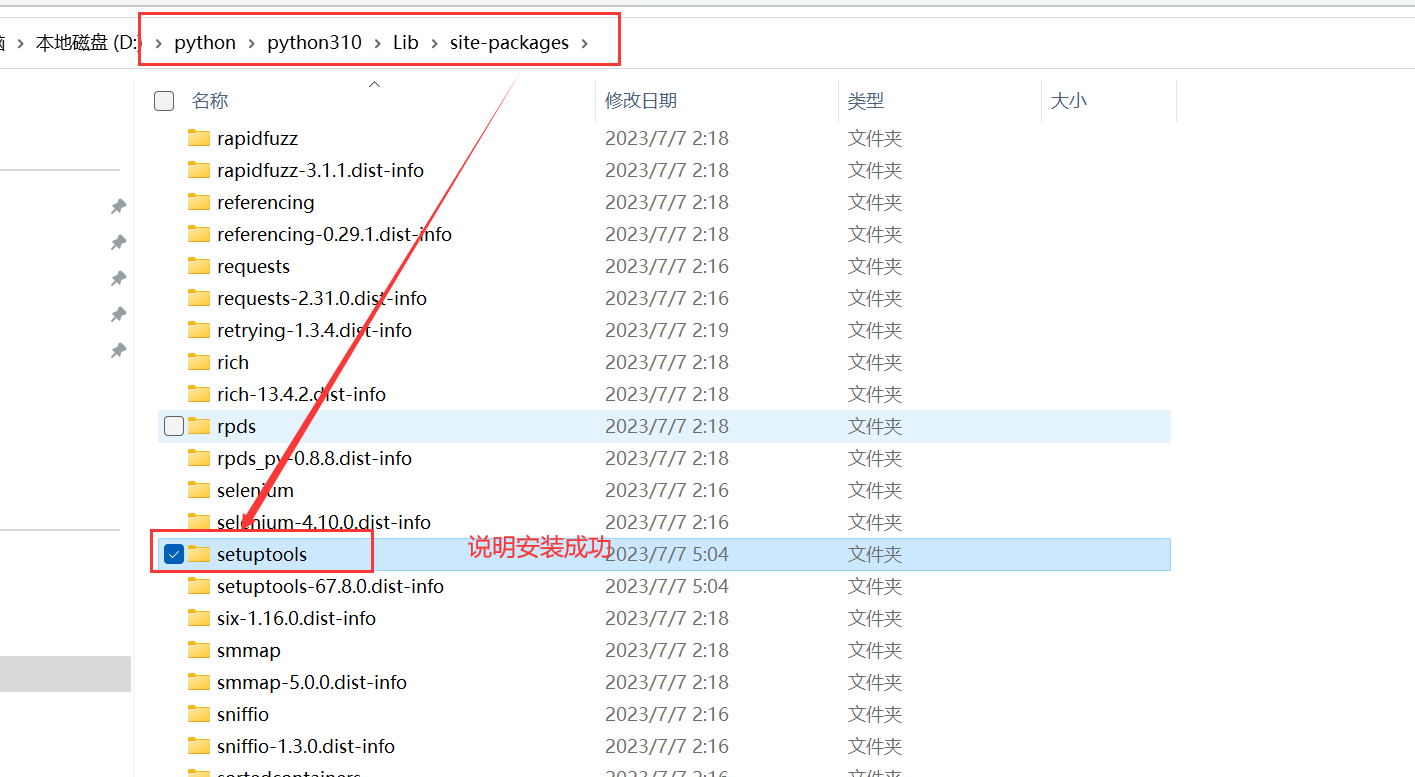 脑 › 本地磁盘 (D:) › python › python310 › Lib › site-packages ›
名称 修改日期 类型 大小
rapidfuzz 2023/7/7 2:18 文件夹
rapidfuzz-3.1.1.dist-info 2023/7/7 2:18 文件夹
referencing 2023/7/7 2:18 文件夹
referencing-0.29.1.dist-info 2023/7/7 2:18 文件夹
requests 2023/7/7 2:16 文件夹
requests-2.31.0.dist-info 2023/7/7 2:16 文件夹
retrying-1.3.4.dist-info 2023/7/7 2:19 文件夹
rich 2023/7/7 2:18 文件夹
rich-13.4.2.dist-info 2023/7/7 2:18 文件夹
rpds 2023/7/7 2:18 文件夹
rpds_py-0.8.8.dist-info 2023/7/7 2:18 文件夹
selenium 2023/7/7 2:16 文件夹
selenium-4.10.0.dist-info 2023/7/7 2:16 文件夹
setuptools 说明安装成功 2023/7/7 5:04 文件夹
setuptools-67.8.0.dist-info 2023/7/7 5:04 文件夹
six-1.16.0.dist-info 2023/7/7 2:18 文件夹
smmap 2023/7/7 2:18 文件夹
smmap-5.0.0.dist-info 2023/7/7 2:18 文件夹
sniffio 2023/7/7 2:16 文件夹
sniffio-1.3.0.dist-info 2023/7/7 2:16 文件夹
sortedcontainers 2023/7/7 2:16 文件夹